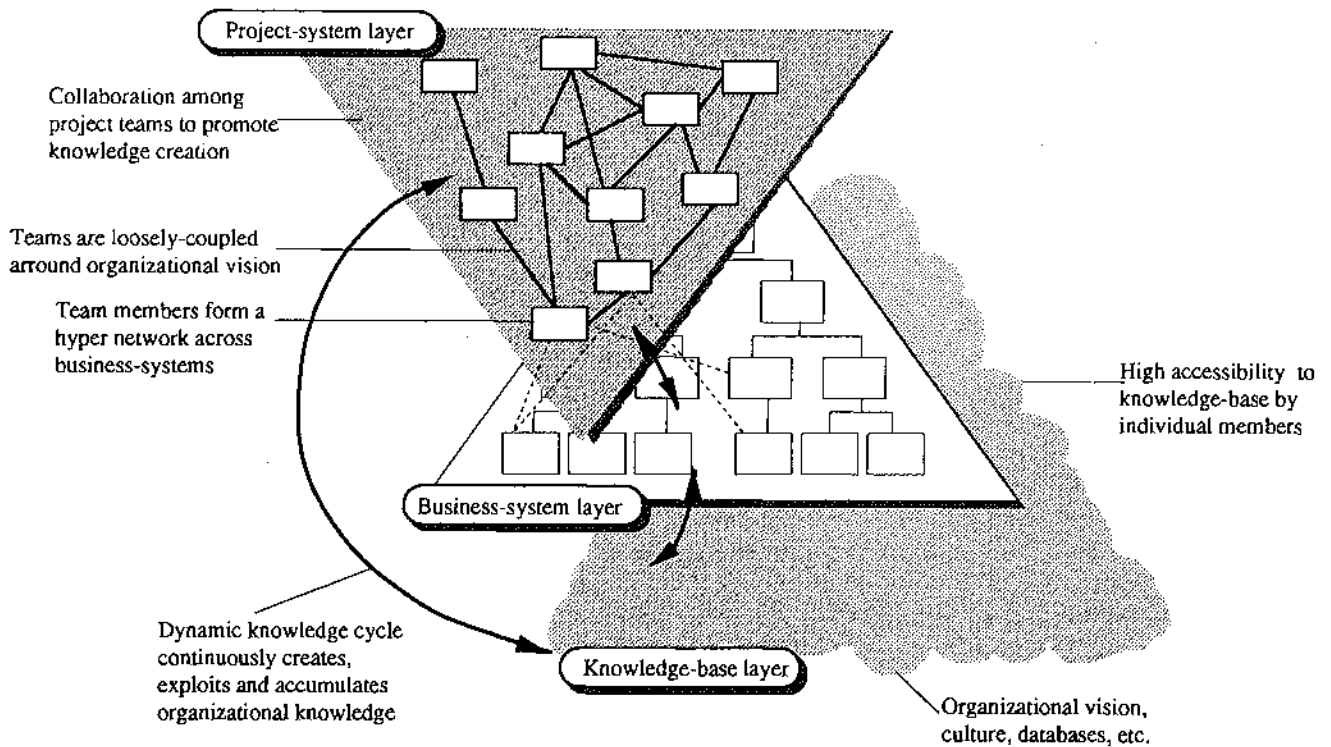 Project-system layer
Collaboration among
project teams to promote
knowledge creation
Teams are loosely-coupled
arround organizational vision
Team members form a
hyper network across
business-systems
High accessibility to
knowledge-base by
individual members
Business-system layer
Dynamic knowledge cycle
continuously creates,
exploits and accumulates
organizational knowledge
Knowledge-base layer
Organizational vision,
culture, databases, etc.